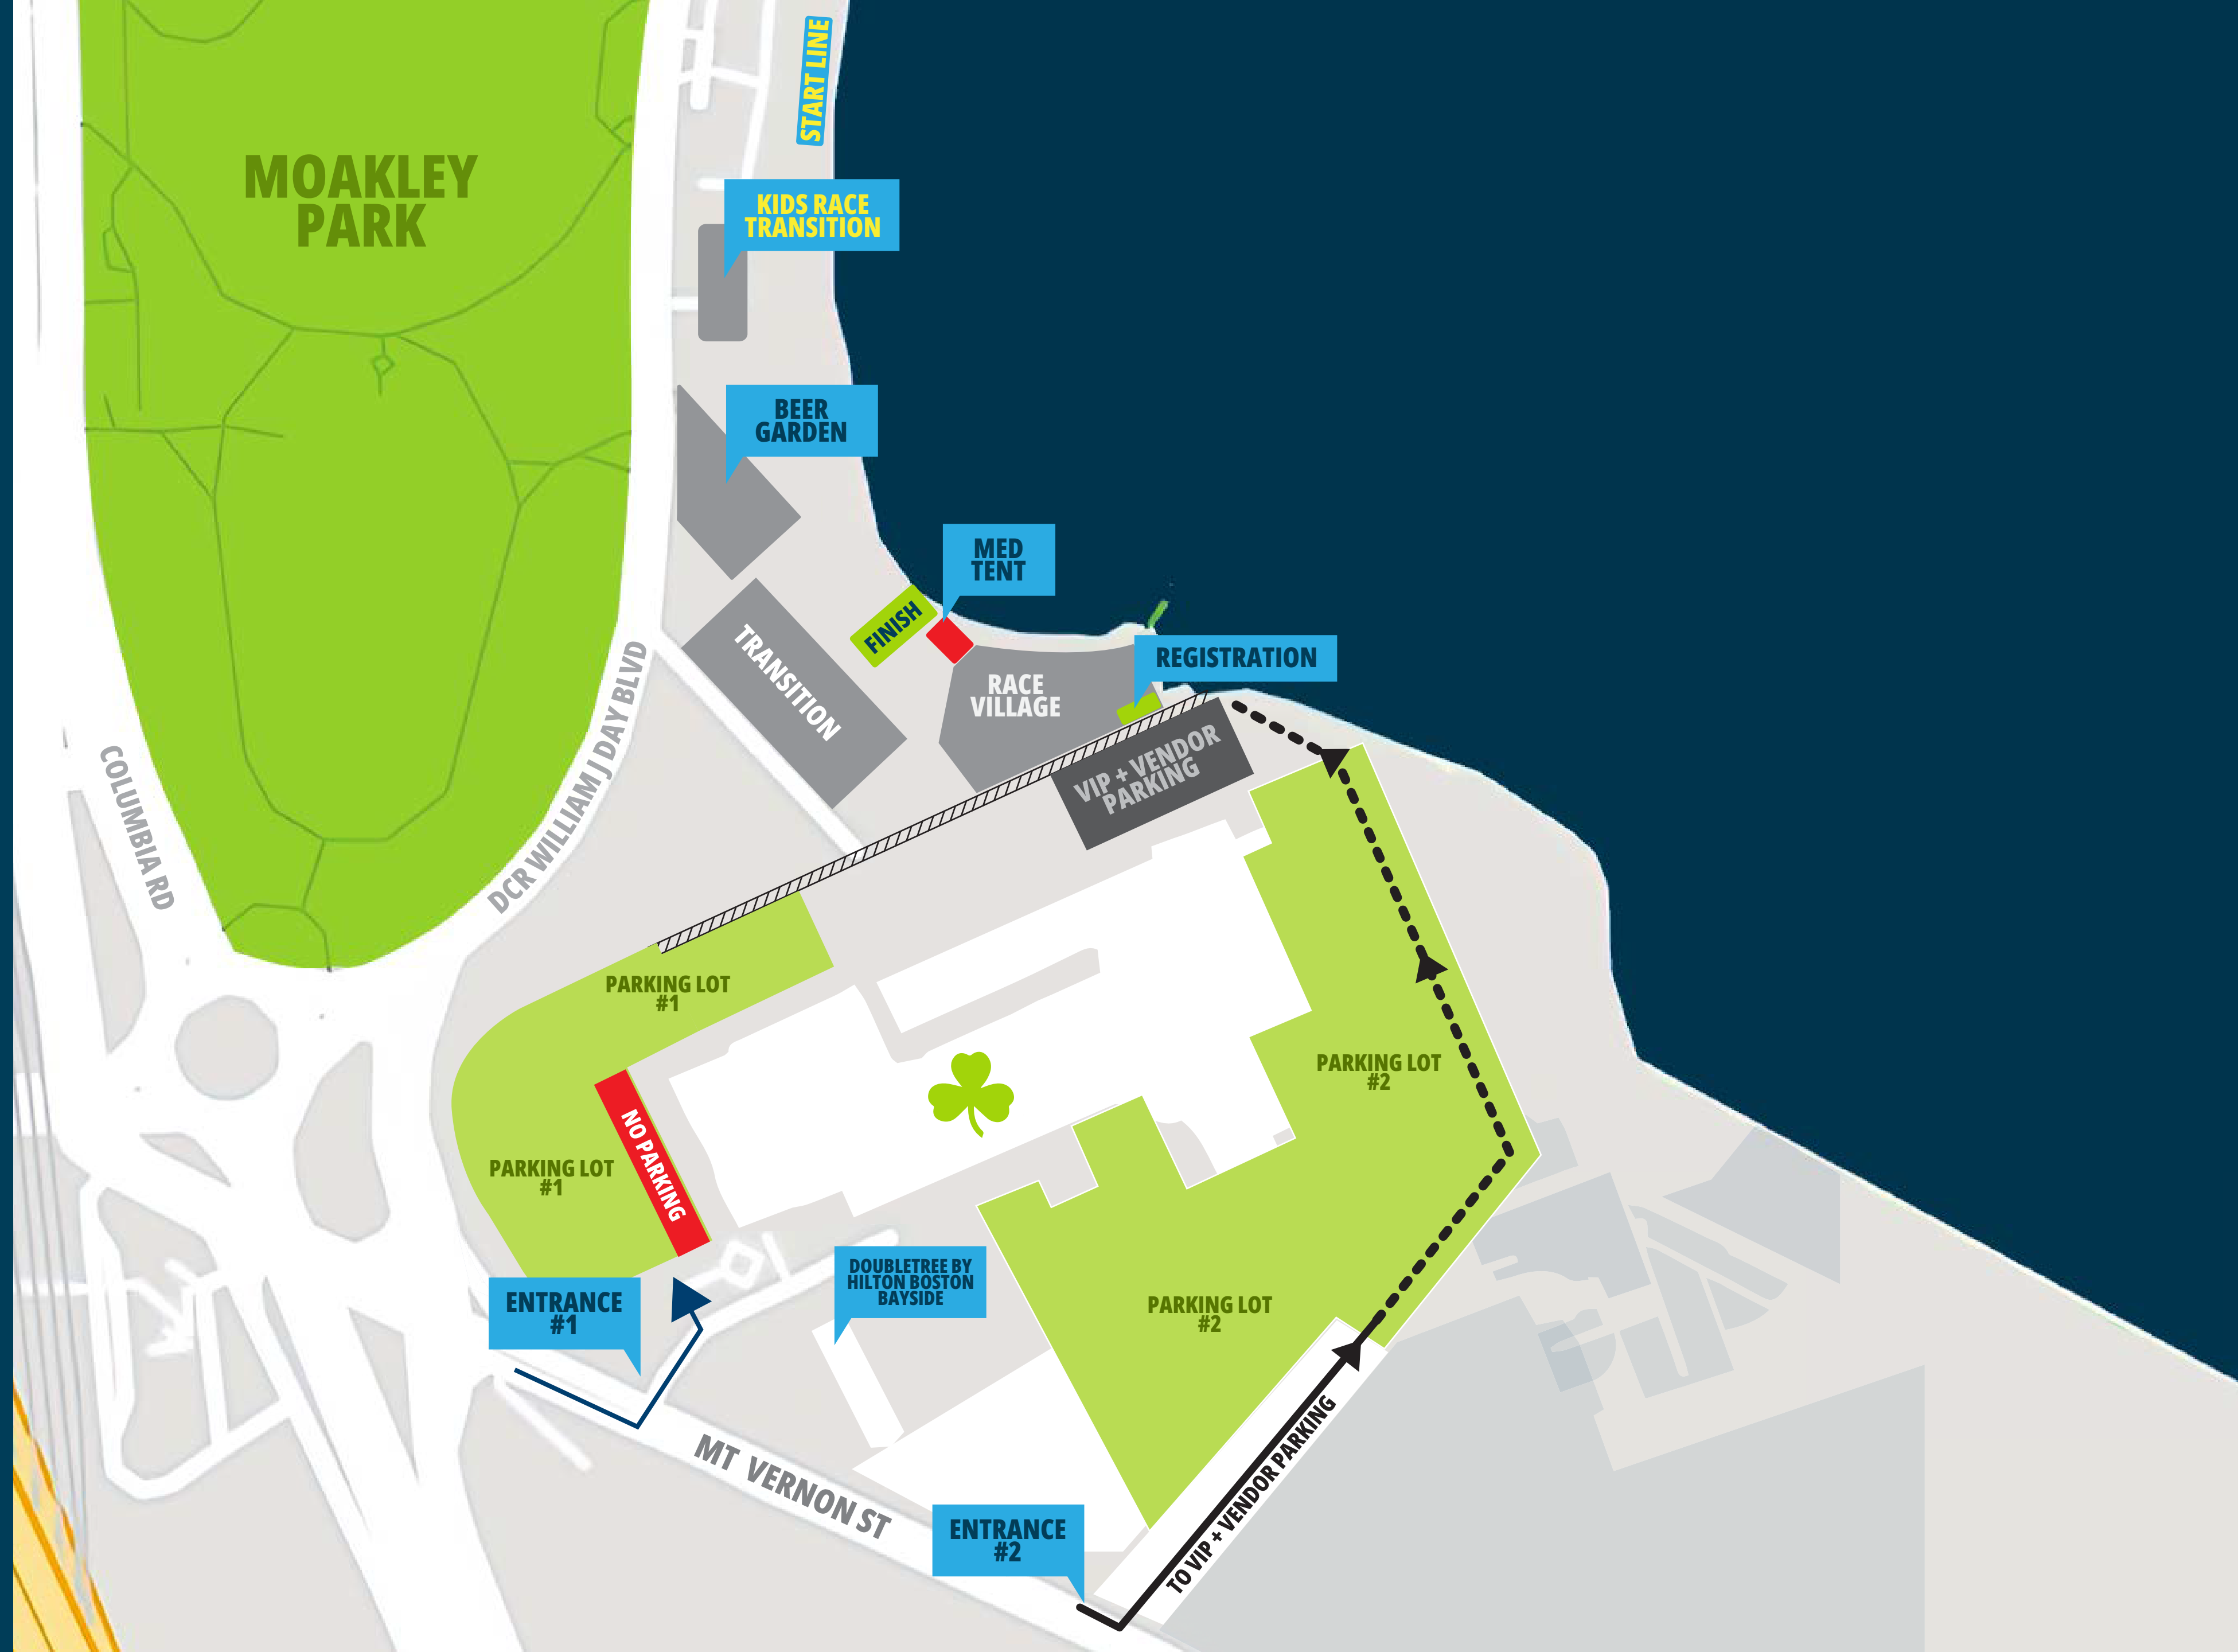 START LINE
MOAKLEY
PARK
KIDS RACE
TRANSITION
BEER
GARDEN
MED
TENT
FINISH
TRANSITION
REGISTRATION
RACE
VILLAGE
VIP + VENDOR
PARKING
COLUMBIA RD
DCR WILLIAM J DAY BLVD
PARKING LOT
#1
PARKING LOT
#2
NO PARKING
PARKING LOT
#1
DOUBLETREE BY
HILTON BOSTON
BAYSIDE
ENTRANCE
#1
PARKING LOT
#2
TO VIP + VENDOR PARKING
MT VERNON ST
ENTRANCE
#2